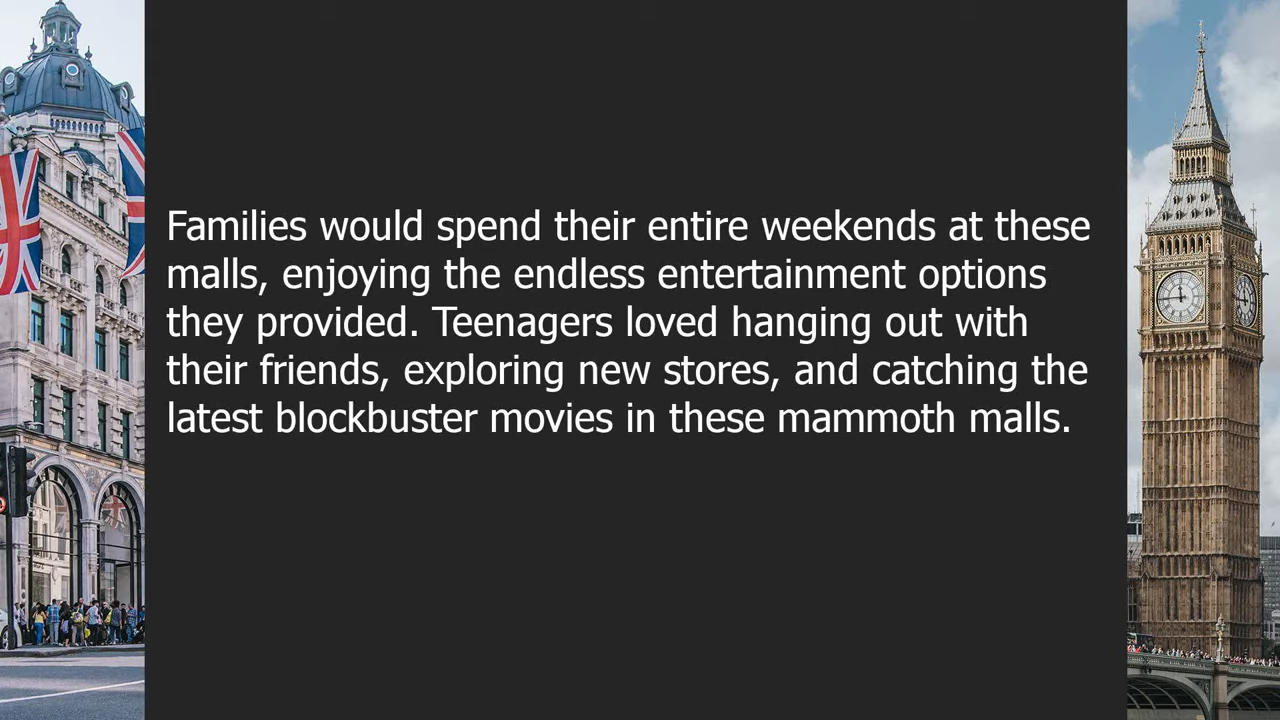 Families would spend their entire weekends at these
malls, enjoying the endless entertainment options
they provided. Teenagers loved hanging out with
their friends, exploring new stores, and catching the
latest blockbuster movies in these mammoth malls.